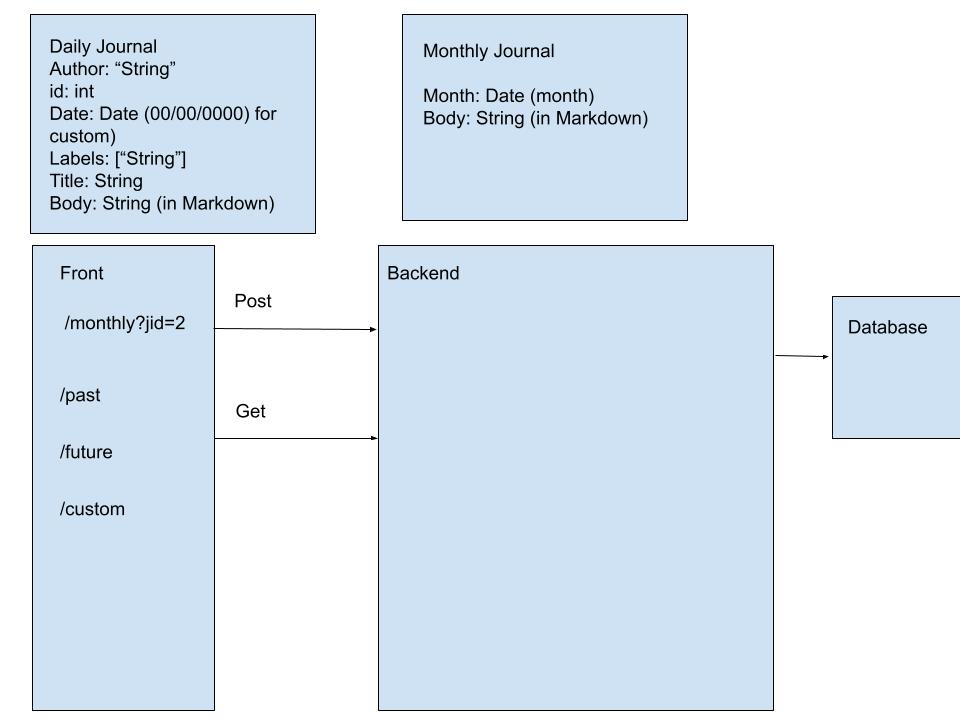 Daily Journal
Author: “String”
id: int
Date: Date (00/00/0000) for
custom)
Labels: [“String”]
Title: String
Body: String (in Markdown)
Monthly Journal
Month: Date (month)
Body: String (in Markdown)
Front
/monthly?jid=2
/past
/future
/custom
Post
Get
Backend
Database